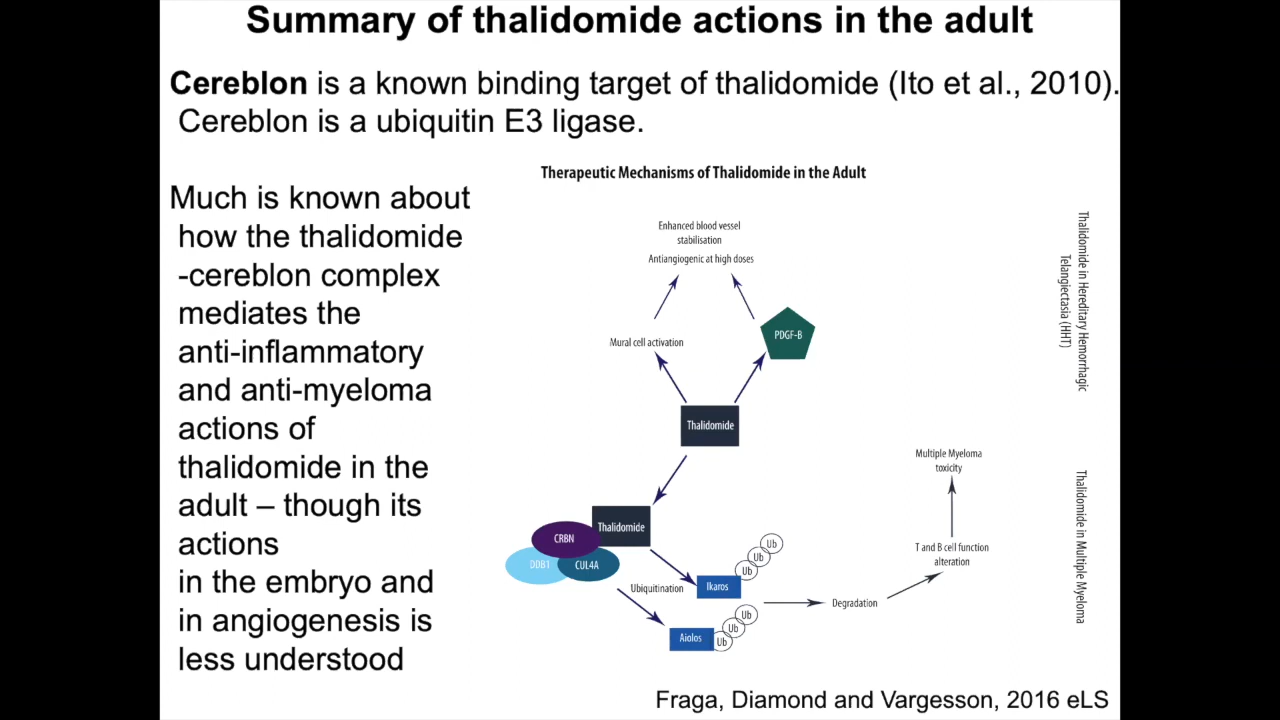 Summary of thalidomide actions in the adult
Cereblon is a known binding target of thalidomide (Ito et al., 2010).
Cereblon is a ubiquitin E3 ligase.
Much is known about
how the thalidomide
-cereblon complex
mediates the
anti-inflammatory
and anti-myeloma
actions of
thalidomide in the
adult – though its
actions
in the embryo and
in angiogenesis is
less understood
Therapeutic Mechanisms of Thalidomide in the Adult
Enhanced blood vessel
stabilisation
Antiangiogenic at high doses
Mural cell activation
PDGF-B
Thalidomide
Thalidomide
CRBN
DDB1
CUL4A
Ubiquitination
Ikaros
Ub
Ub
Ub
Aiolos
Ub
Ub
Ub
Degradation
T and B cell function
alteration
Multiple Myeloma
toxicity
Thalidomide in Hereditary Hemorrhagic
Telangiectasia (HHT)
Thalidomide in Multiple Myeloma
Fraga, Diamond and Vargesson, 2016 eLS